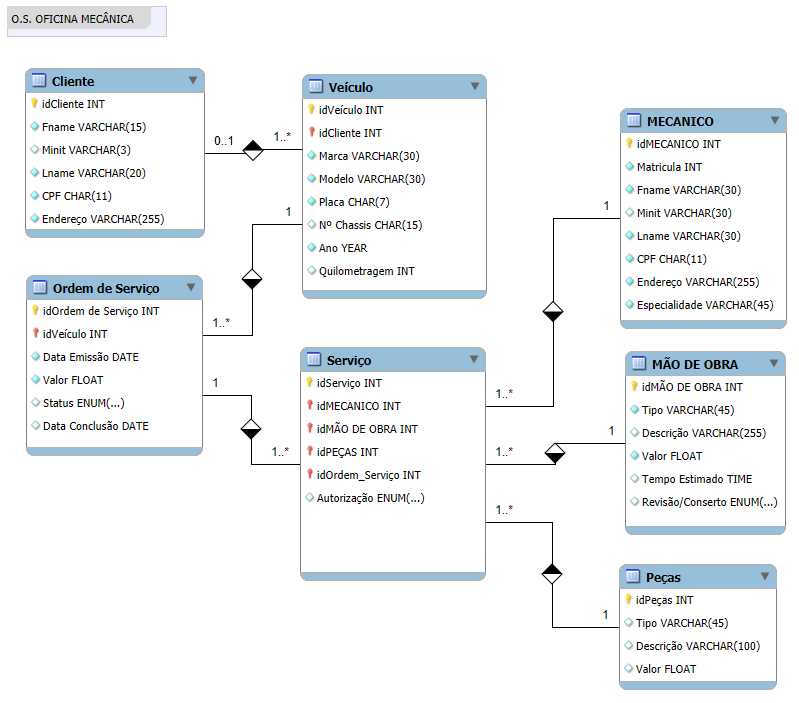 O.S. OFICINA MECÂNICA
Cliente
idCliente INT
Fname VARCHAR(15)
Minit VARCHAR(3)
Lname VARCHAR(20)
CPF CHAR(11)
Endereço VARCHAR(255)
0..1
1..*
Veículo
idVeículo INT
idCliente INT
Marca VARCHAR(30)
Modelo VARCHAR(30)
Placa CHAR(7)
Nº Chassis CHAR(15)
Ano YEAR
Quilometragem INT
1
1..*
Ordem de Serviço
idOrdem de Serviço INT
idVeículo INT
Data Emissão DATE
Valor FLOAT
Status ENUM(...)
Data Conclusão DATE
1
1..*
Serviço
idServiço INT
idMECANICO INT
idMÃO DE OBRA INT
idPEÇAS INT
idOrdem_Serviço INT
Autorização ENUM(...)
1..*
1
MECANICO
idMECANICO INT
Matricula INT
Fname VARCHAR(30)
Minit VARCHAR(30)
Lname VARCHAR(30)
CPF CHAR(11)
Endereço VARCHAR(255)
Especialidade VARCHAR(45)
1..*
1
MÃO DE OBRA
idMÃO DE OBRA INT
Tipo VARCHAR(45)
Descrição VARCHAR(255)
Valor FLOAT
Tempo Estimado TIME
Revisão/Conserto ENUM(...)
1..*
1
Peças
idPeças INT
Tipo VARCHAR(45)
Descrição VARCHAR(100)
Valor FLOAT